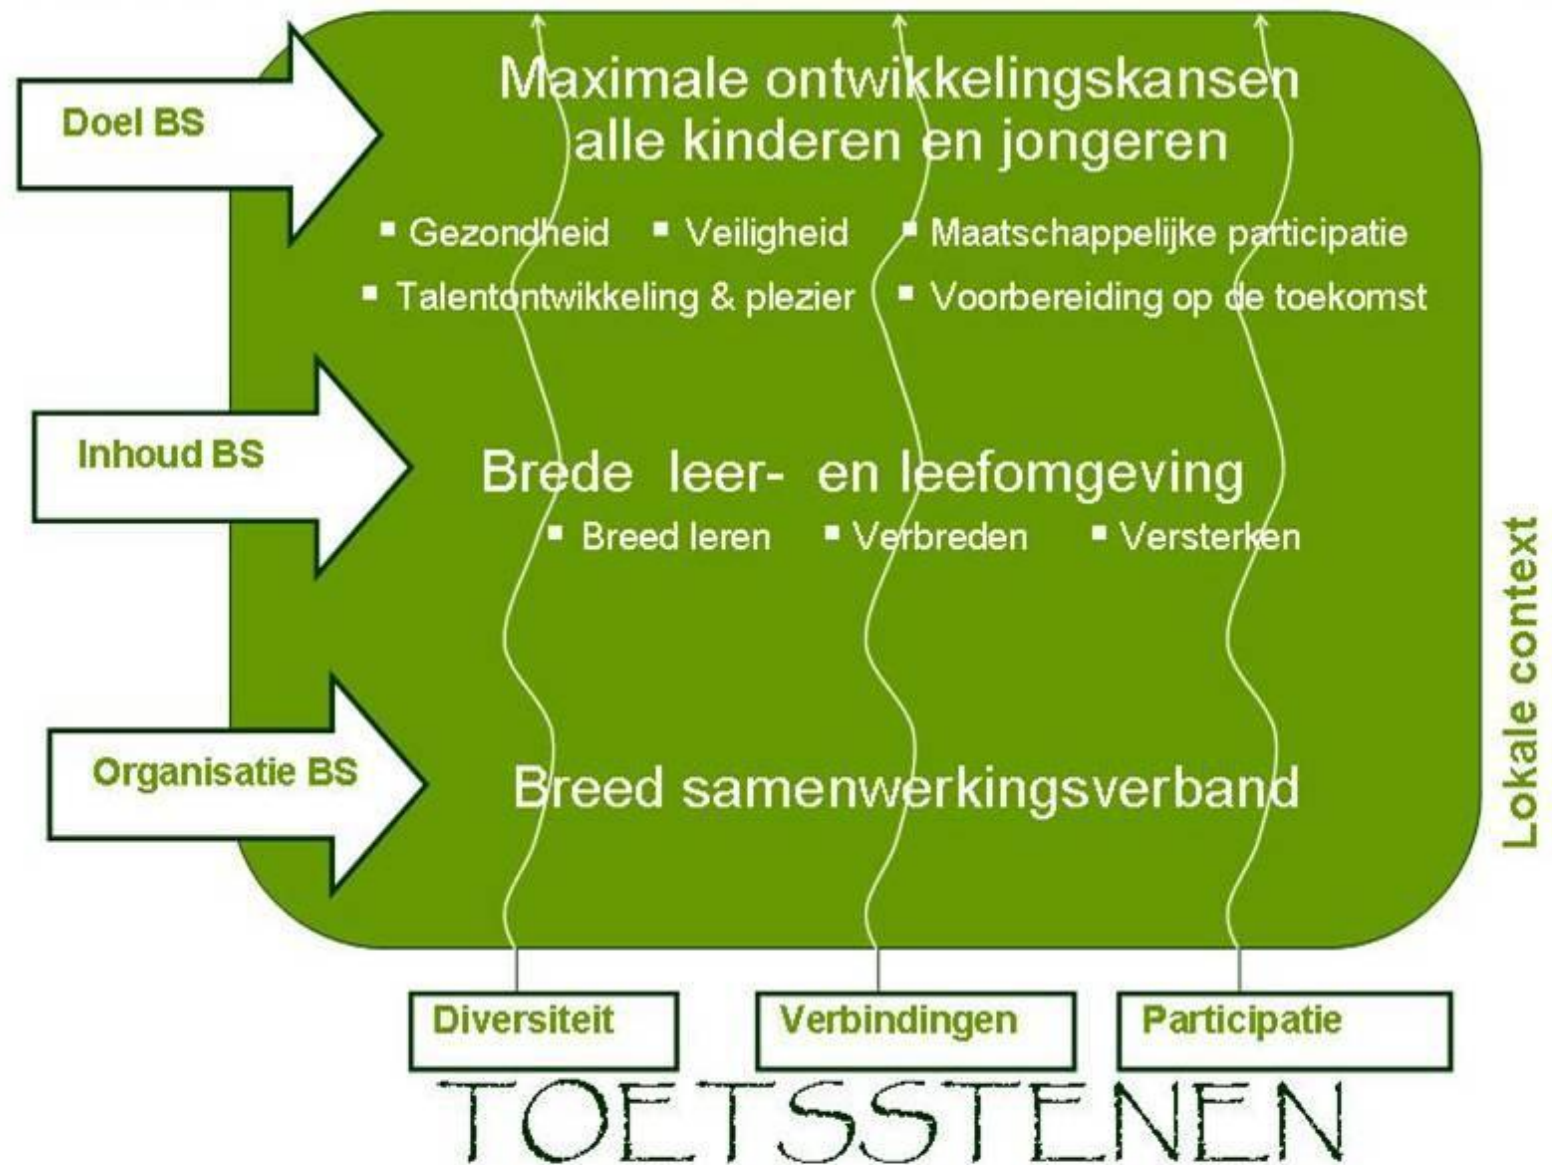 Doel BS
Maximale ontwikkelingskansen
alle kinderen en jongeren
▪ Gezondheid ▪ Veiligheid ▪ Maatschappelijke participatie
▪ Talentontwikkeling & plezier ▪ Voorbereiding op de toekomst
Inhoud BS
Brede leer- en leefomgeving
▪ Breed leren ▪ Verbreden ▪ Versterken
Organisatie BS
Breed samenwerkingsverband
Lokale context
Diversiteit
Verbindingen
Participatie
TOETSSTENEN